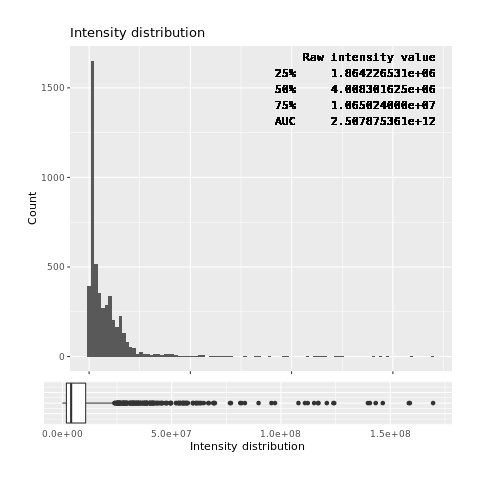 Intensity distribution
Raw intensity value
25% 1.864226531e+06
50% 4.008301625e+06
75% 1.065024000e+07
AUC 2.507875361e+12
1500
1000
500
0
Count
0.0e+00 5.0e+07 1.0e+08 1.5e+08
Intensity distribution